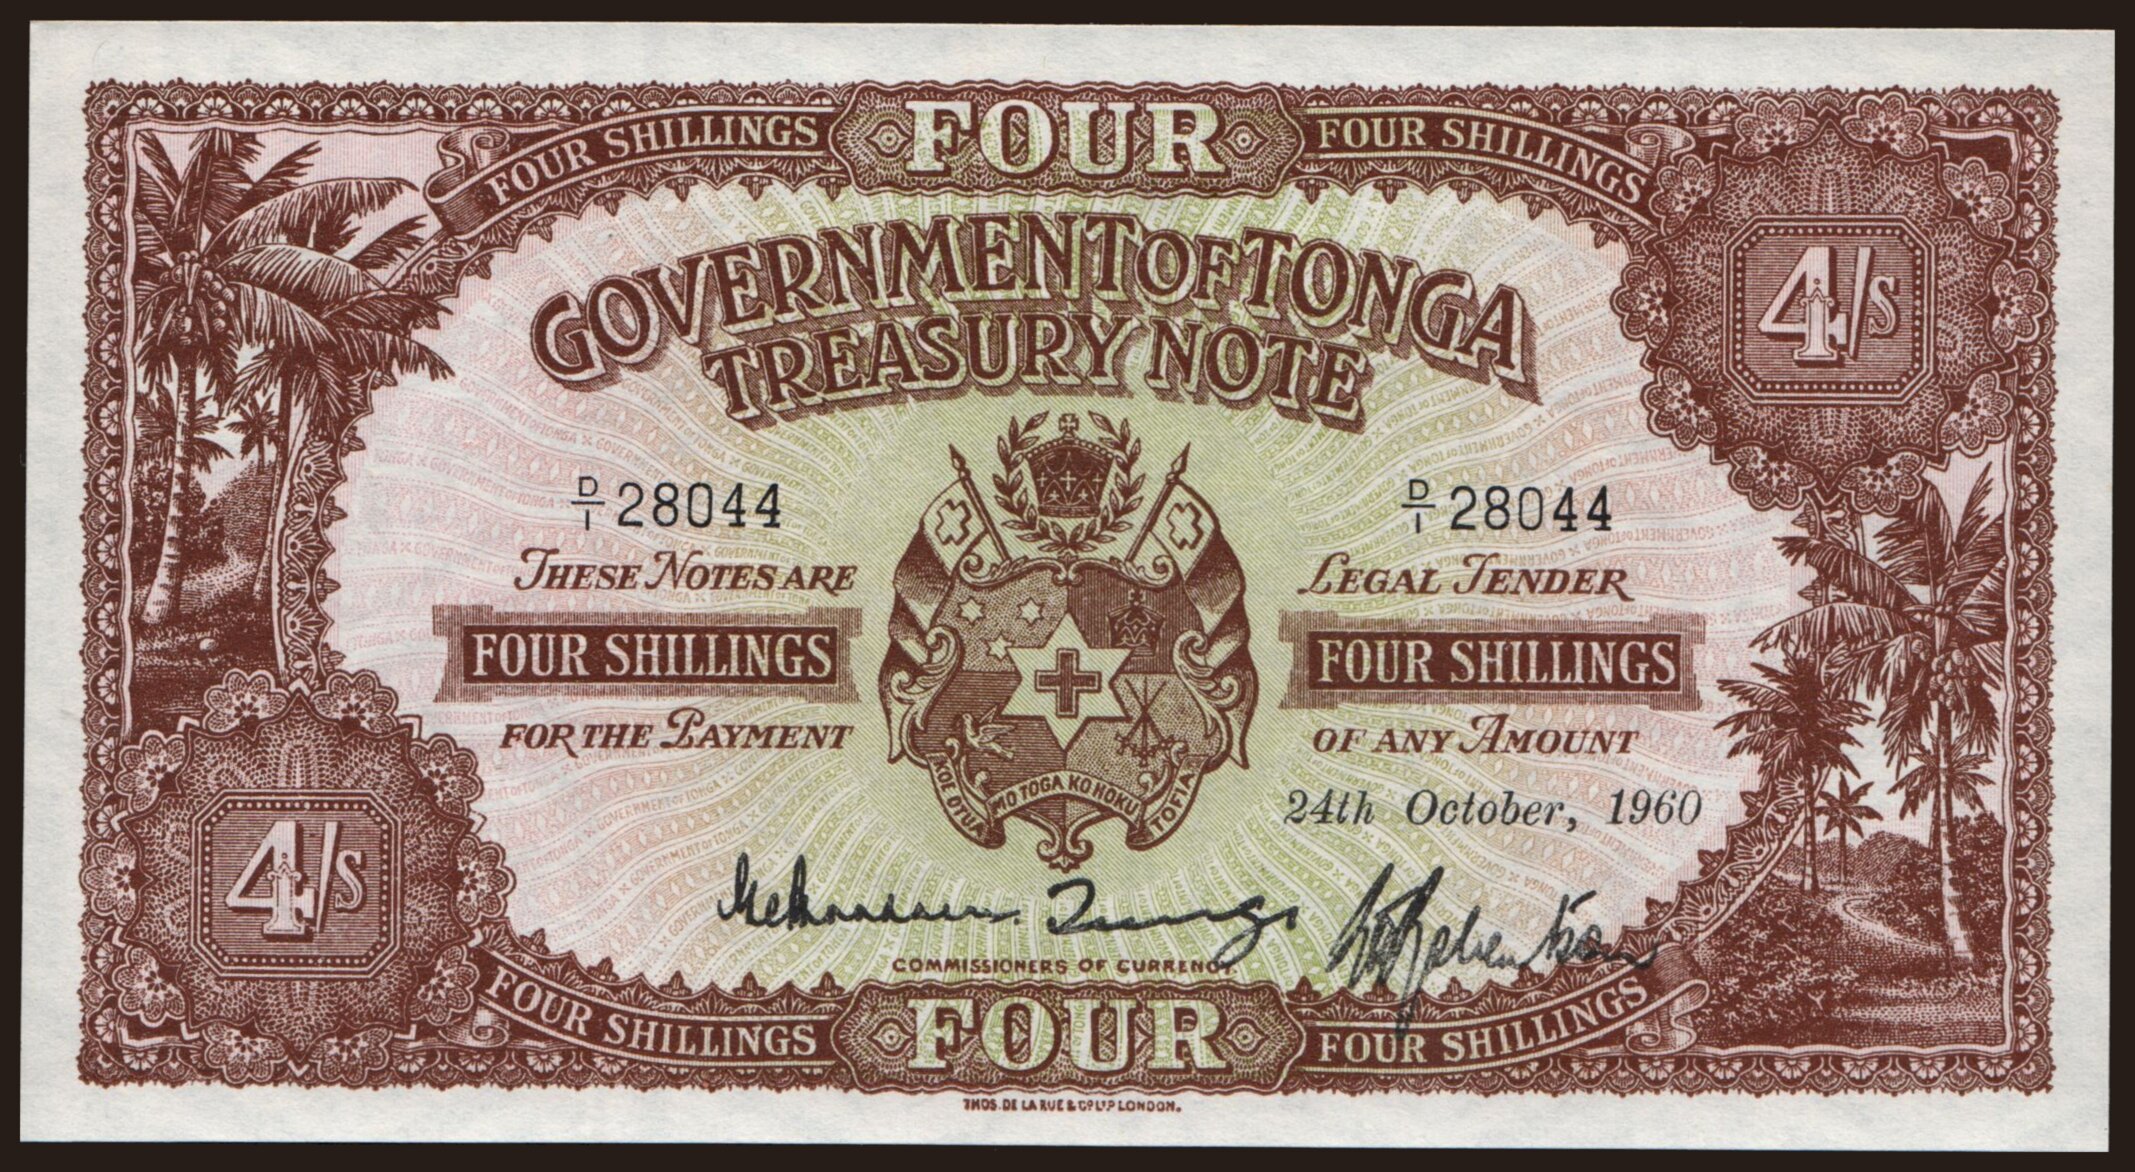 FOUR SHILLINGS FOUR FOUR SHILLINGS
GOVERNMENT OF TONGA
TREASURY NOTE
4/s
D/1 28044 D/1 28044
THESE NOTES ARE LEGAL TENDER
FOUR SHILLINGS FOUR SHILLINGS
FOR THE PAYMENT OF ANY AMOUNT
KOE OTUA MO TOGA KO HOKU TOFIA
24th October, 1960
4/s
COMMISSIONERS OF CURRENCY.
FOUR SHILLINGS FOUR FOUR SHILLINGS
THOS. DE LA RUE & CO LTD LONDON.